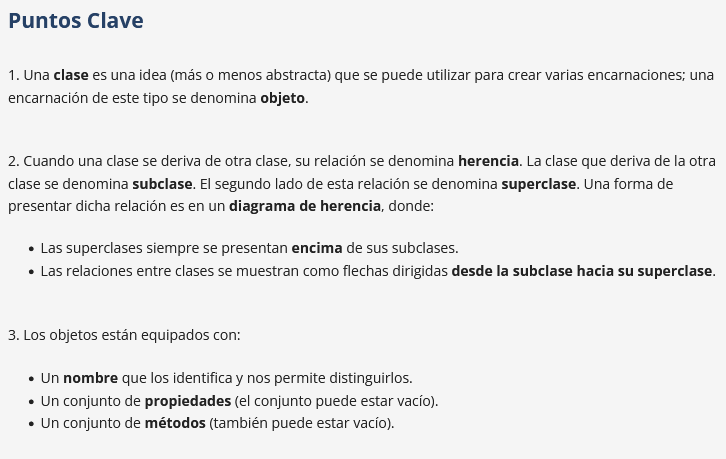 Puntos Clave
1. Una clase es una idea (más o menos abstracta) que se puede utilizar para crear varias encarnaciones; una
encarnación de este tipo se denomina objeto.
2. Cuando una clase se deriva de otra clase, su relación se denomina herencia. La clase que deriva de la otra
clase se denomina subclase. El segundo lado de esta relación se denomina superclase. Una forma de
presentar dicha relación es en un diagrama de herencia, donde:
• Las superclases siempre se presentan encima de sus subclases.
• Las relaciones entre clases se muestran como flechas dirigidas desde la subclase hacia su superclase.
3. Los objetos están equipados con:
• Un nombre que los identifica y nos permite distinguirlos.
• Un conjunto de propiedades (el conjunto puede estar vacío).
• Un conjunto de métodos (también puede estar vacío).